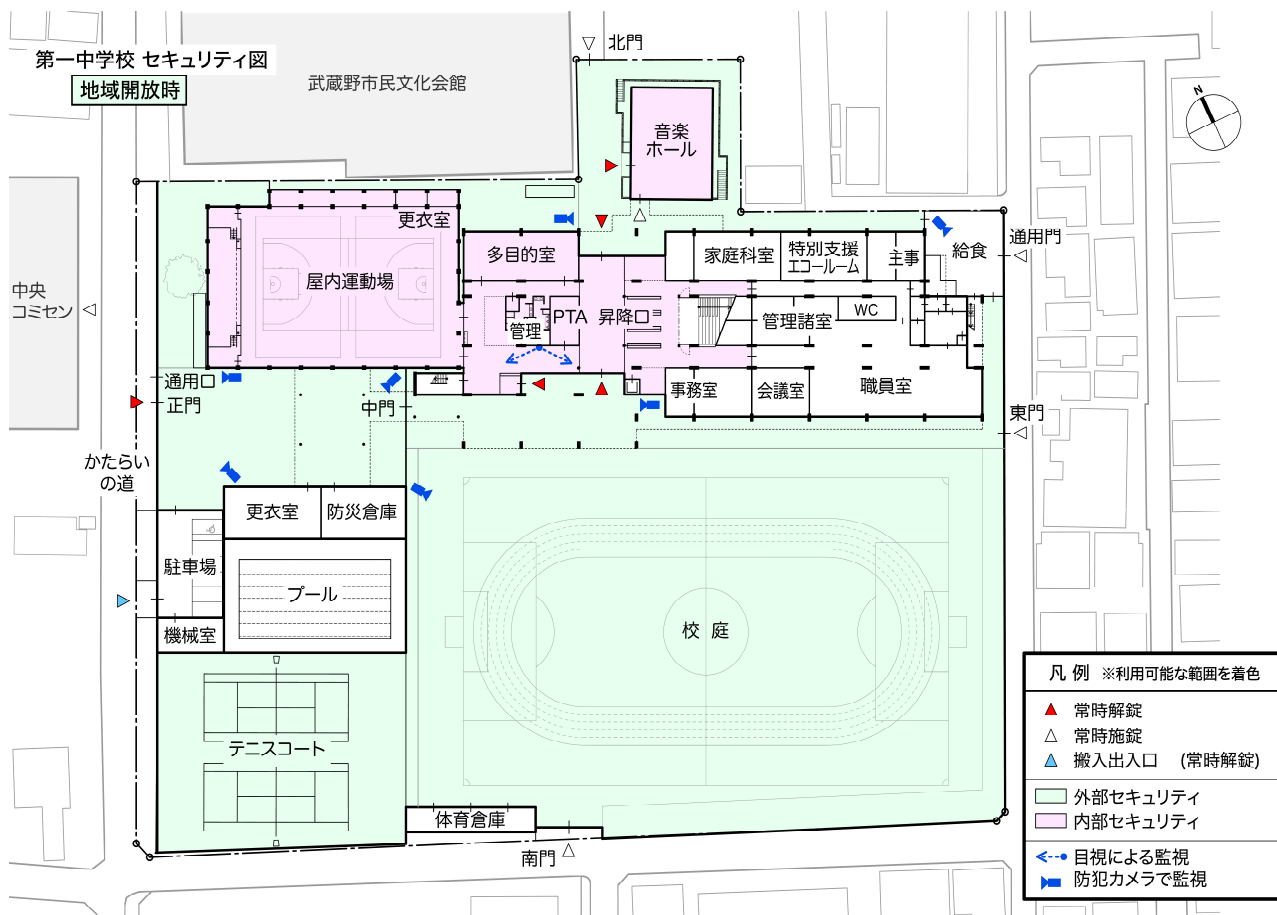 第一中学校 セキュリティ図
地域開放時
北門
武蔵野市民文化会館
N
音楽
ホール
更衣室
多目的室
家庭科室
特別支援
エコールーム
主事
給食
通用門
中央
コミセン
屋内運動場
管理
PTA
昇降口
管理諸室
WC
通用口
正門
中門
事務室
会議室
職員室
東門
かたらい
の道
更衣室
防災倉庫
駐車場
プール
機械室
校庭
テニスコート
体育倉庫
南門
凡例 ※利用可能な範囲を着色
常時解錠
常時施錠
搬入出入口 (常時解錠)
外部セキュリティ
内部セキュリティ
目視による監視
防犯カメラで監視